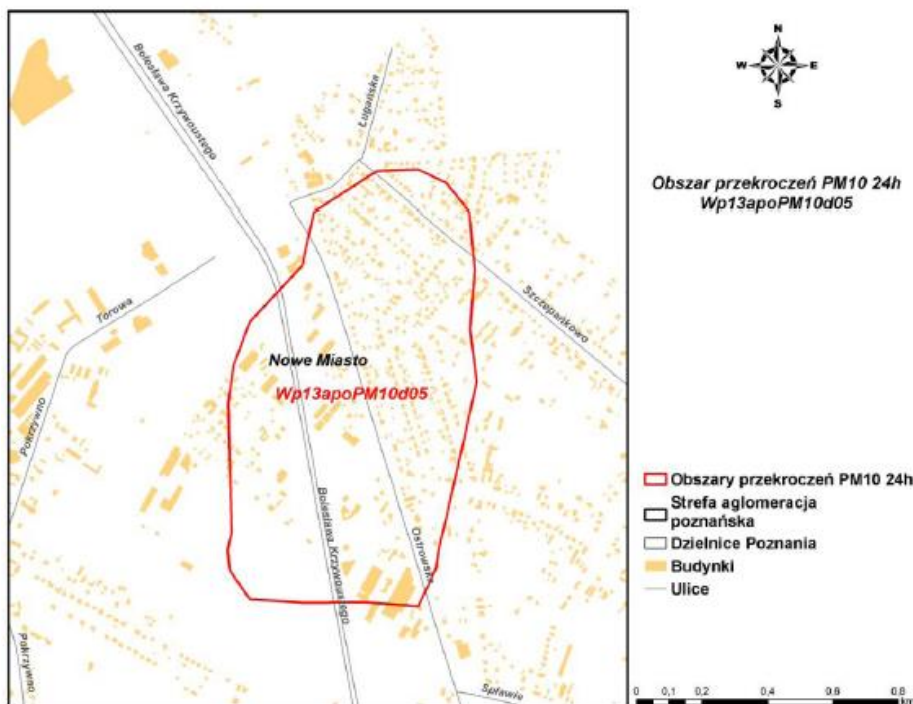 Bolesława Krzywoustego
Ługańska
Torowa
Szczepankowo
Nowe Miasto
Wp13apoPM10d05
Pokrzywno
Bolesława Krzywoustego
Ostrowska
Pokrzywno
Spławie
N
W
E
S
Obszar przekroczeń PM10 24h
Wp13apoPM10d05
Obszary przekroczeń PM10 24h
Strefa aglomeracja
poznańska
Dzielnice Poznania
Budynki
Ulice
0 0,1 0,2 0,4 0,6 0,8
km